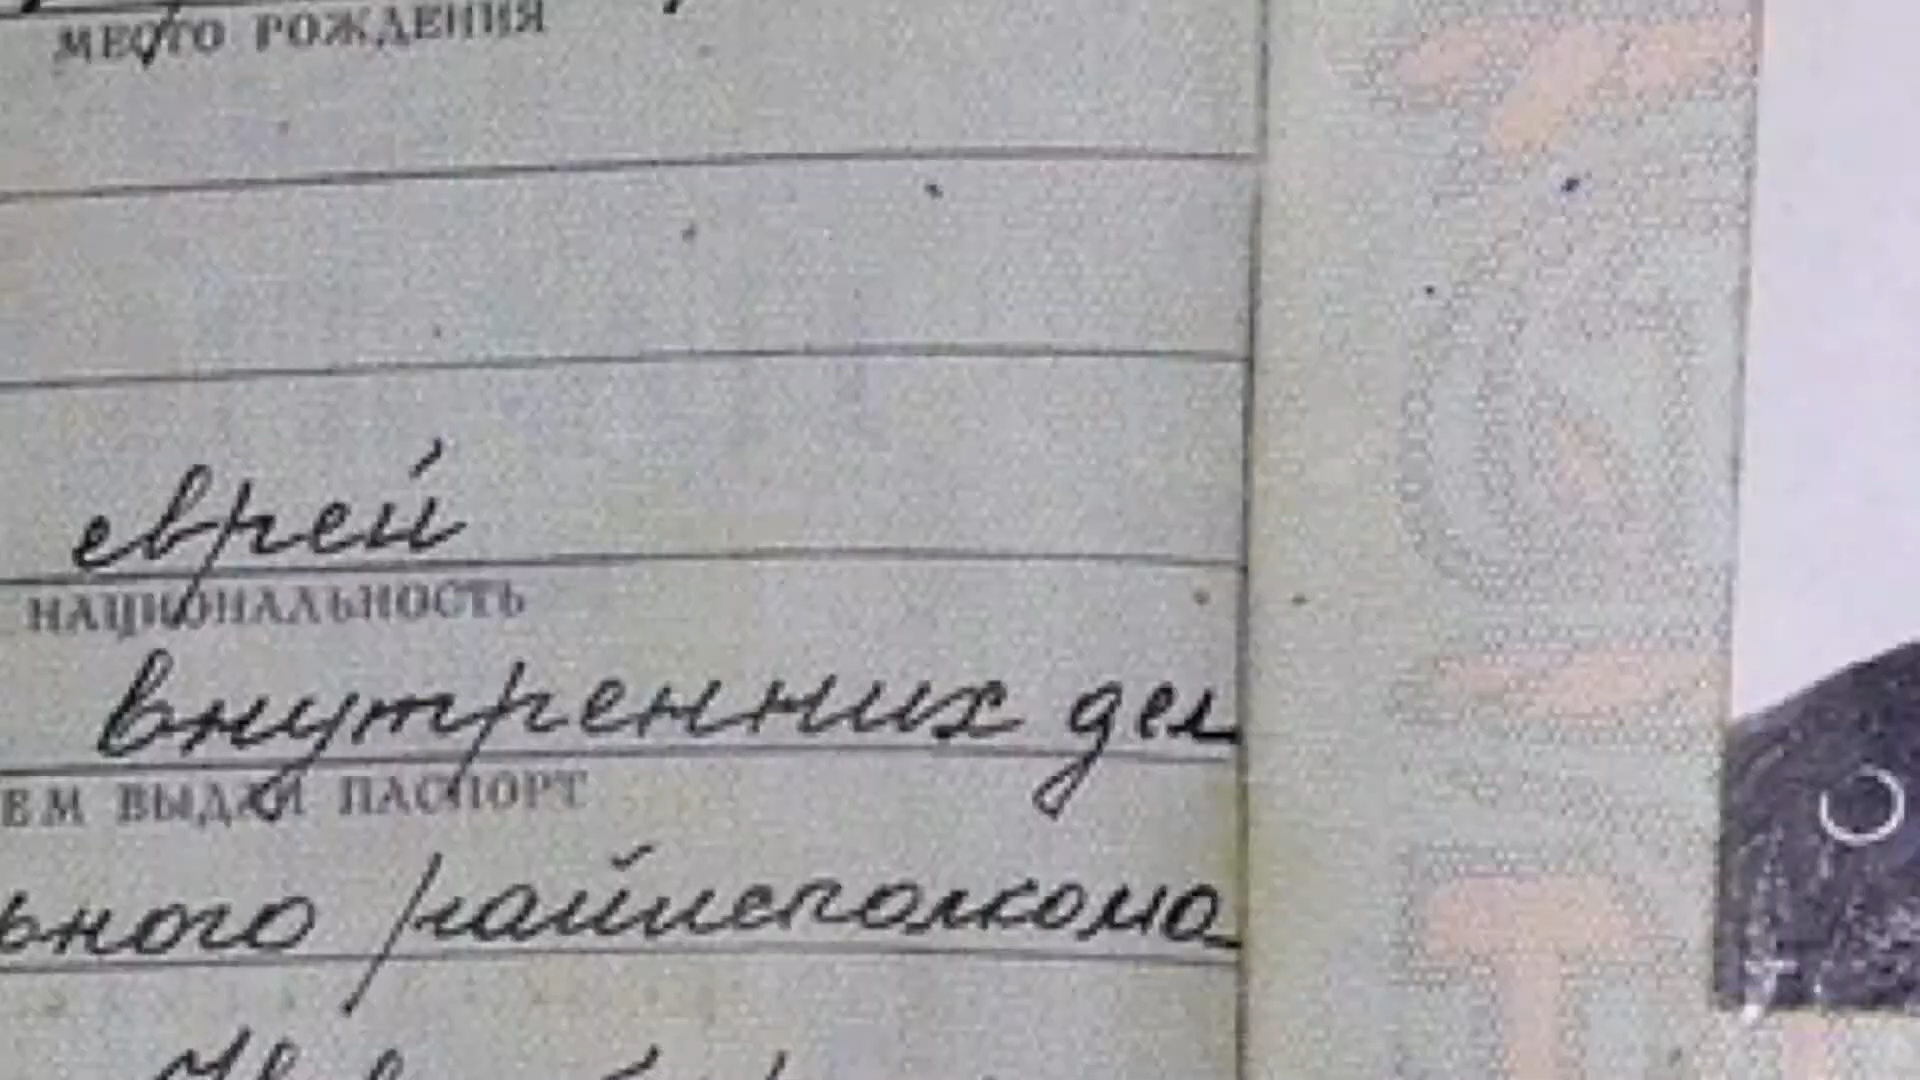 МЕСТО РОЖДЕНИЯ
еврей
НАЦИОНАЛЬНОСТЬ
внутренних дел
ЕМ ВЫДАН ПАСПОРТ
ьного райисполкома